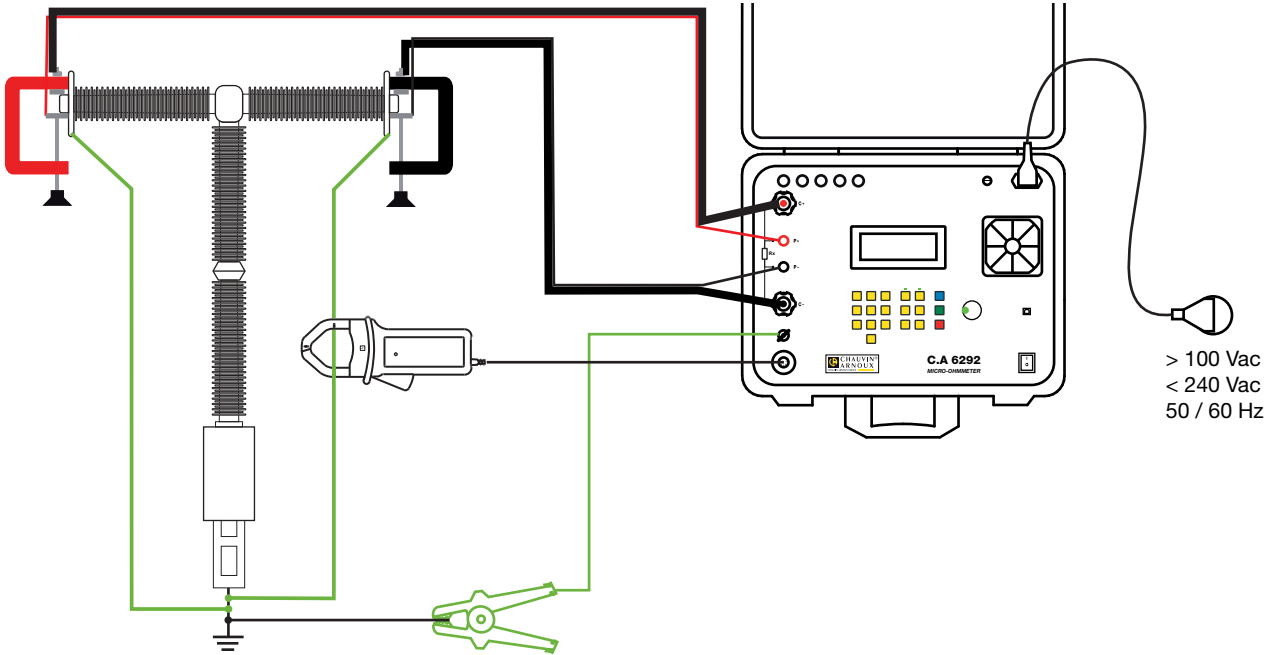 C+
P+
Rx
P-
C-
CHAUVIN®
ARNOUX
C.A 6292
MICRO-OHMMETER
> 100 Vac
< 240 Vac
50 / 60 Hz